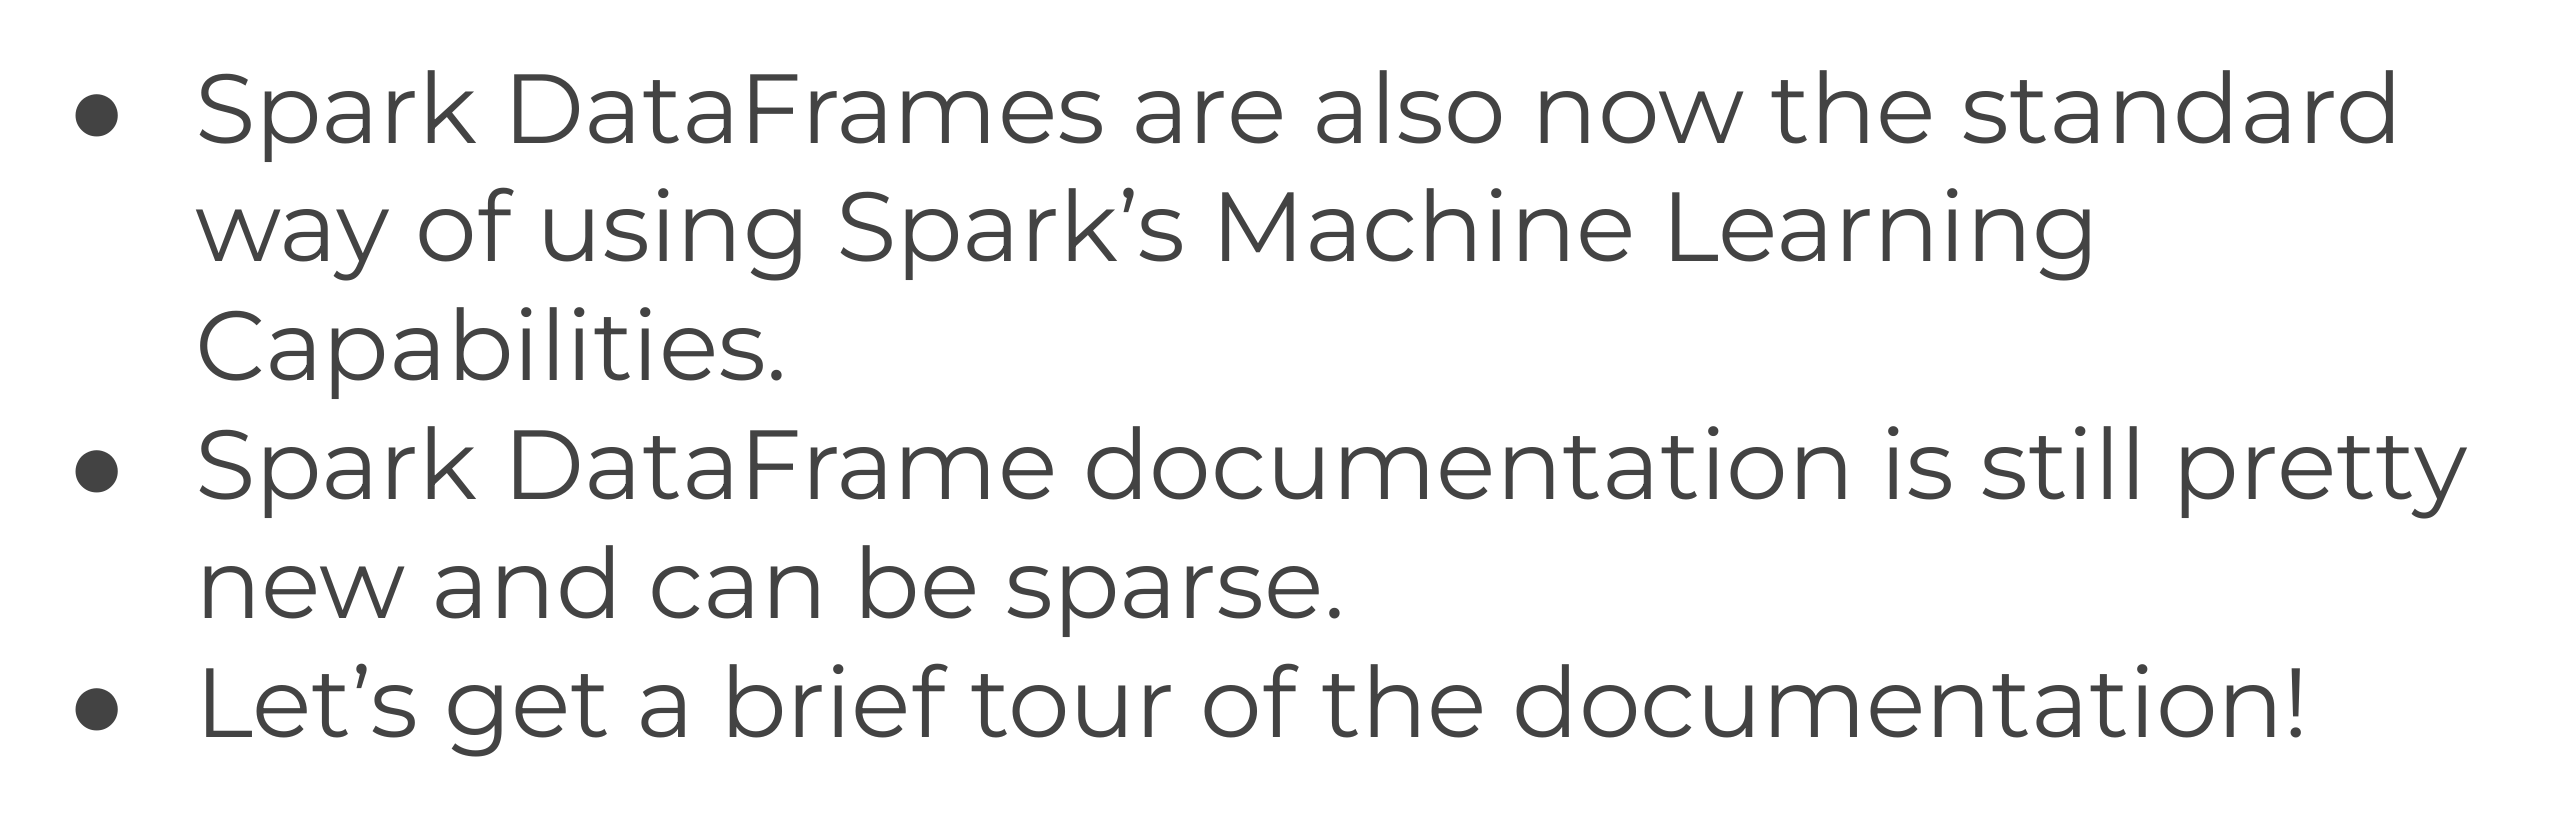 ● Spark DataFrames are also now the standard
way of using Spark’s Machine Learning
Capabilities.
● Spark DataFrame documentation is still pretty
new and can be sparse.
● Let’s get a brief tour of the documentation!